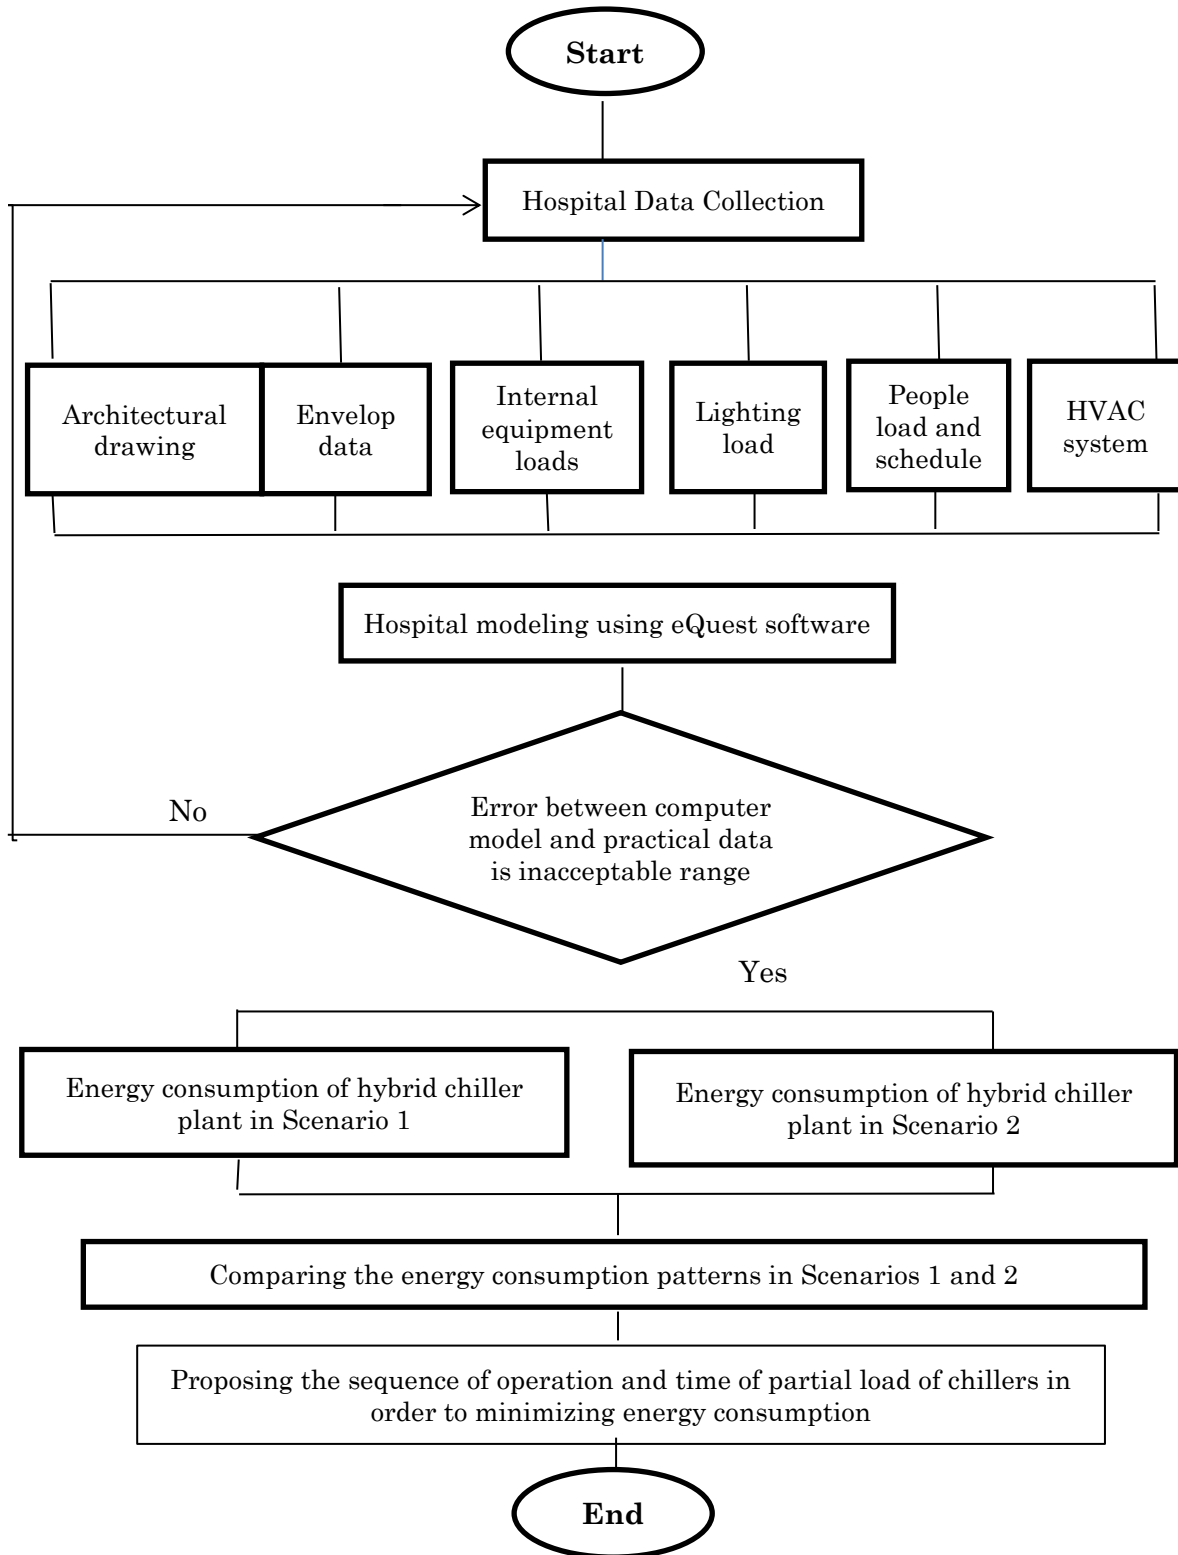 Start
Hospital Data Collection
Architectural
drawing
Envelop
data
Internal
equipment
loads
Lighting
load
People
load and
schedule
HVAC
system
Hospital modeling using eQuest software
Error between computer
model and practical data
is inacceptable range
No
Yes
Energy consumption of hybrid chiller
plant in Scenario 1
Energy consumption of hybrid chiller
plant in Scenario 2
Comparing the energy consumption patterns in Scenarios 1 and 2
Proposing the sequence of operation and time of partial load of chillers in
order to minimizing energy consumption
End